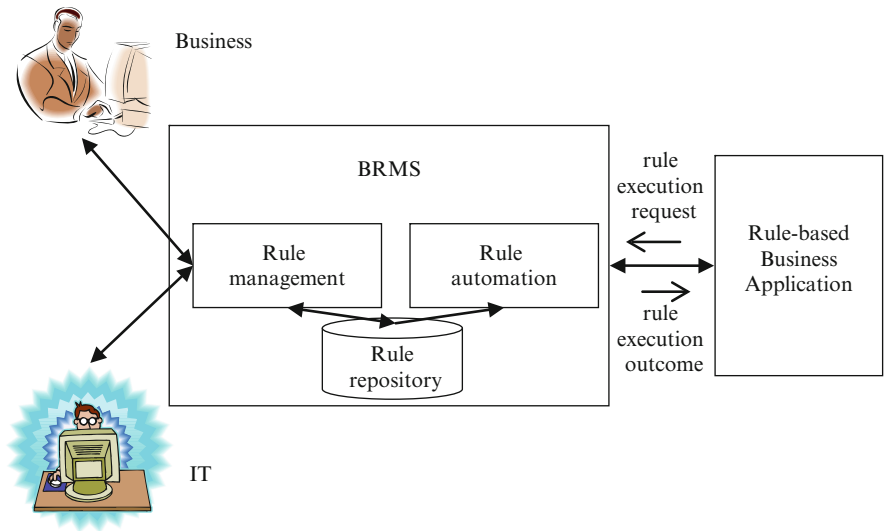 Business
BRMS
Rule
management
Rule
automation
Rule
repository
rule
execution
request
rule
execution
outcome
Rule-based
Business
Application
IT